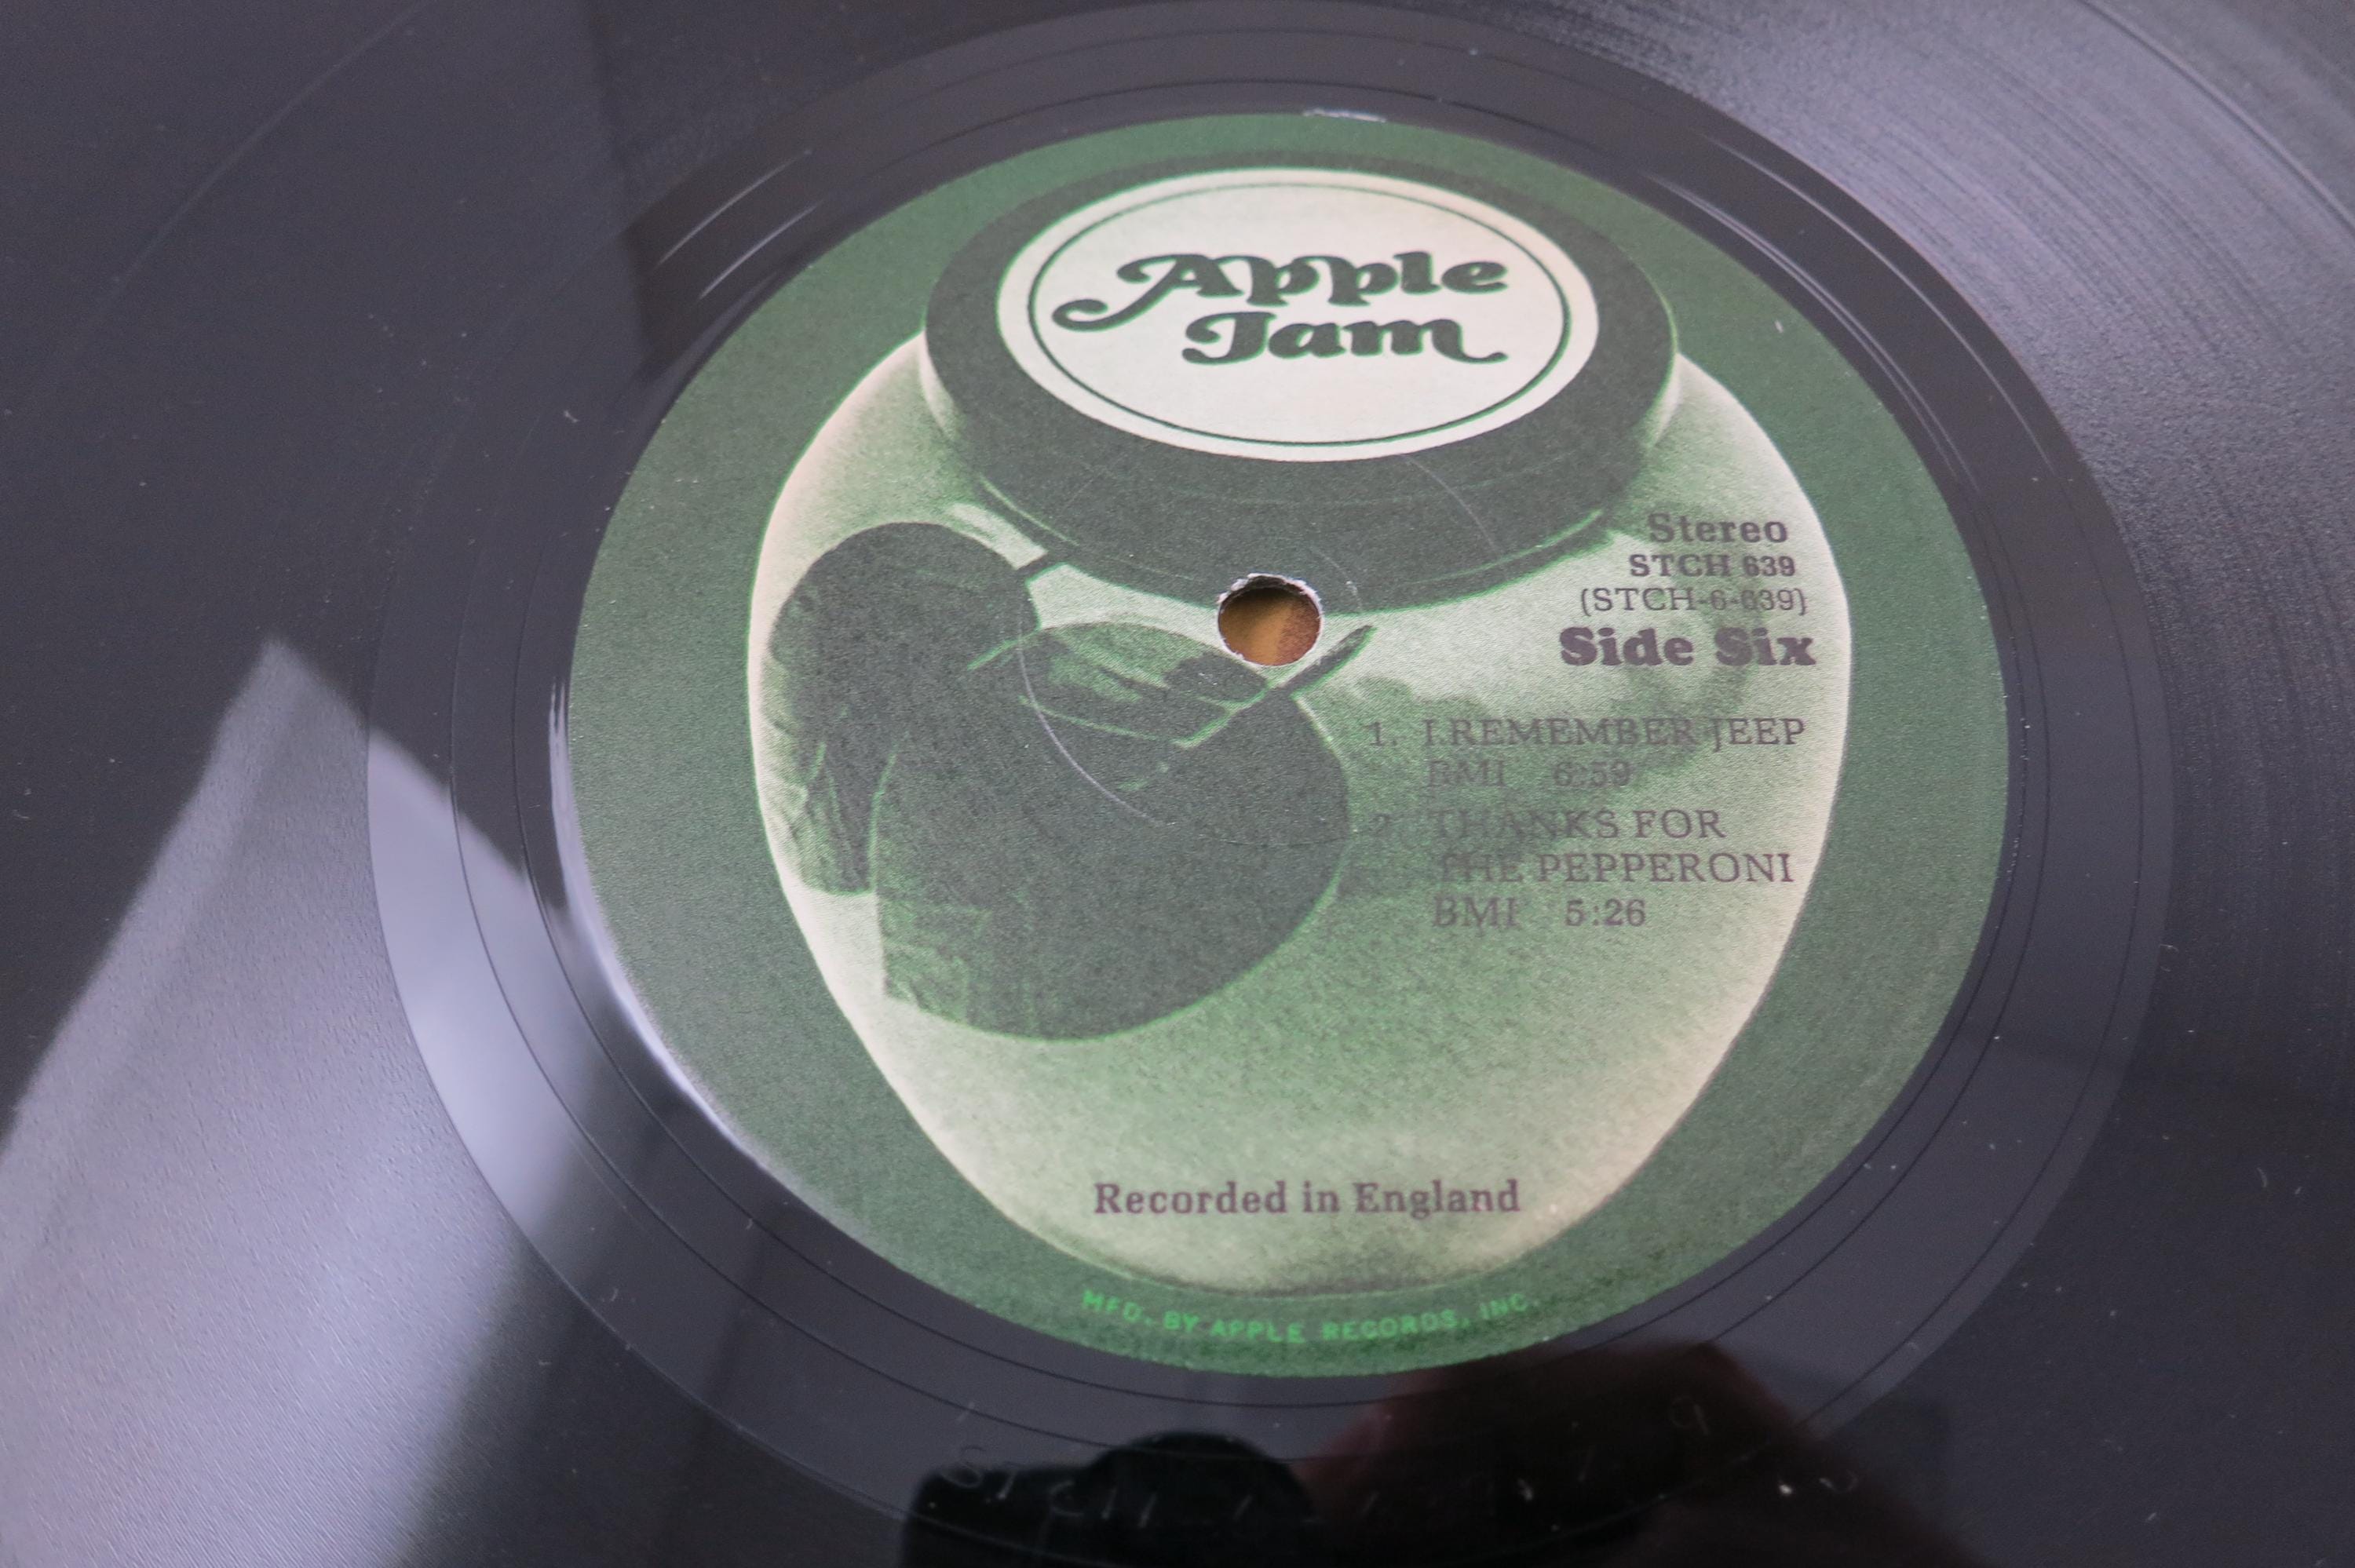 Apple
Jam
Stereo
STCH 639
(STCH-6-639)
Side Six
1. I REMEMBER JEEP
BMI 6:59
2. THANKS FOR
THE PEPPERONI
BMI 5:26
Recorded in England
MFD. BY APPLE RECORDS, INC.